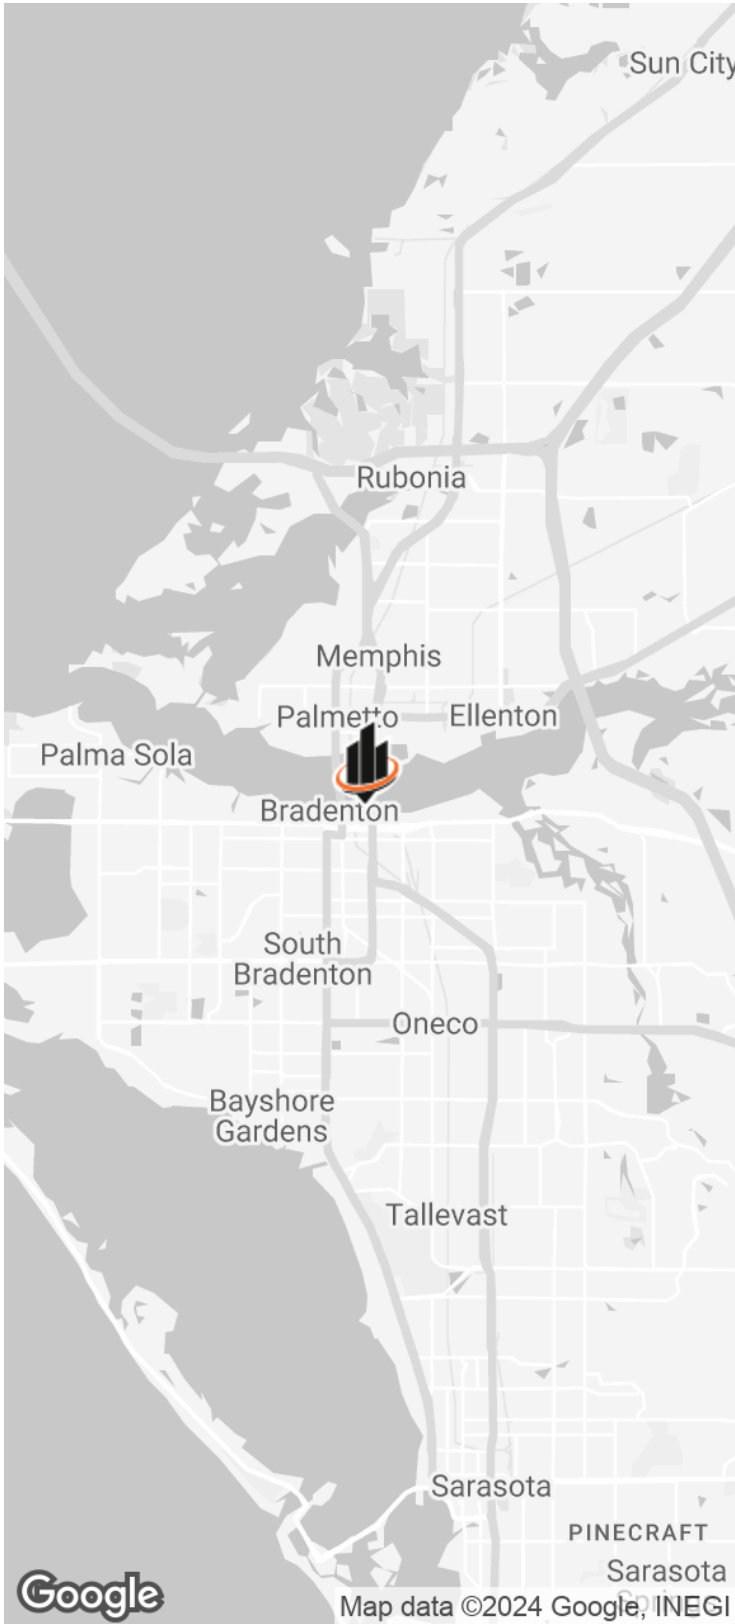 Sun City
Rubonia
Memphis
Palmetto
Ellenton
Palma Sola
Bradenton
South
Bradenton
Oneco
Bayshore
Gardens
Tallevast
Sarasota
PINECRAFT
Sarasota
Springs
Google
Map data ©2024 Google, INEGI